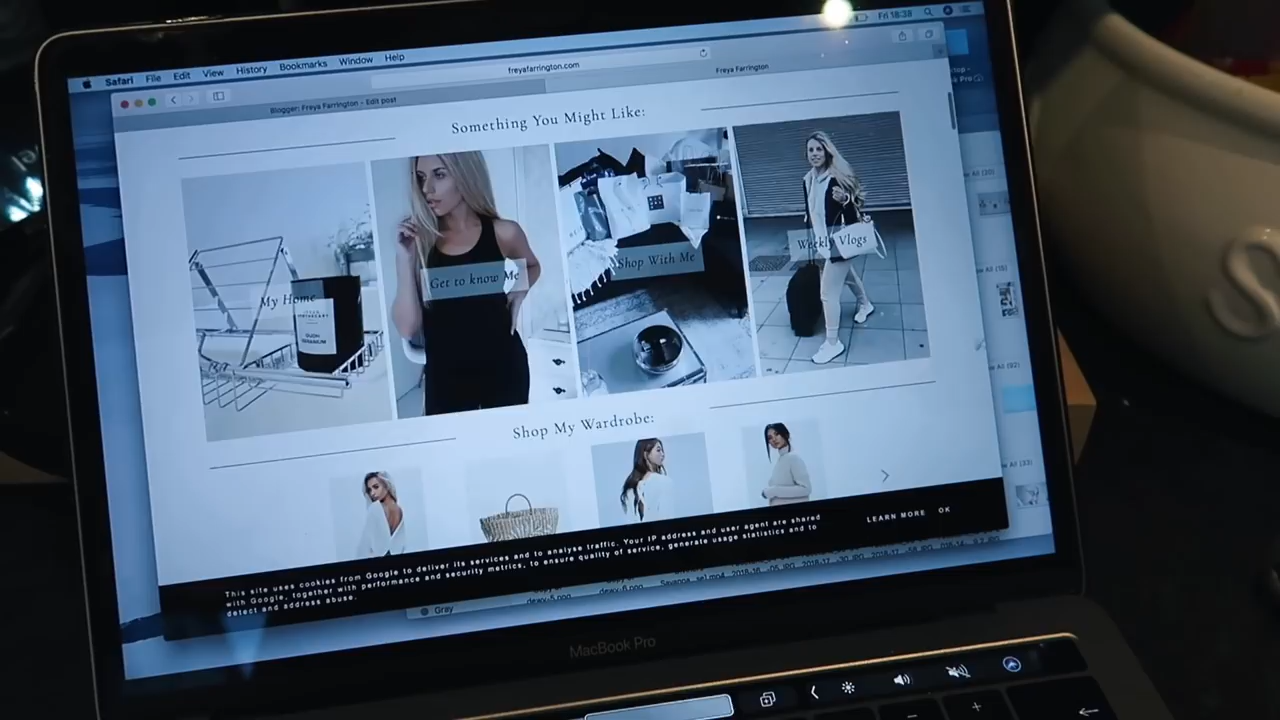 Safari File Edit View History Bookmarks Window Help
Fri 18:38
freyafarrington.com
Blogger: Freya Farrington - Edit post
Freya Farrington
Something You Might Like:
My Home
Get to know Me
Shop With Me
Weekly Vlogs
Shop My Wardrobe:
This site uses cookies from Google to deliver its services and to analyse traffic. Your IP address and user agent are shared
with Google, together with performance and security metrics, to ensure quality of service, generate usage statistics and to
detect and address abuse.
LEARN MORE OK
Grey
MacBook Pro